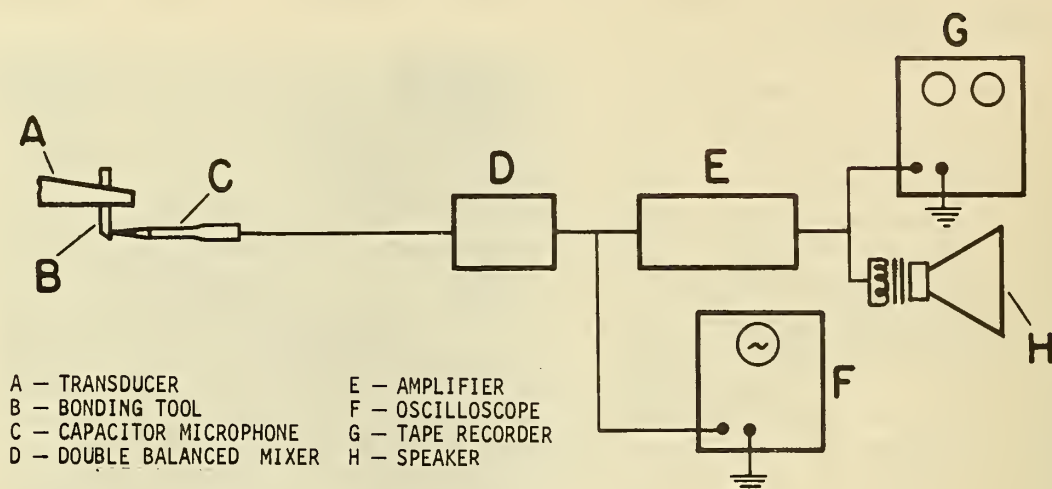 G
A
C
D
E
B
H
F
A — TRANSDUCER
B — BONDING TOOL
C — CAPACITOR MICROPHONE
D — DOUBLE BALANCED MIXER
E — AMPLIFIER
F — OSCILLOSCOPE
G — TAPE RECORDER
H — SPEAKER